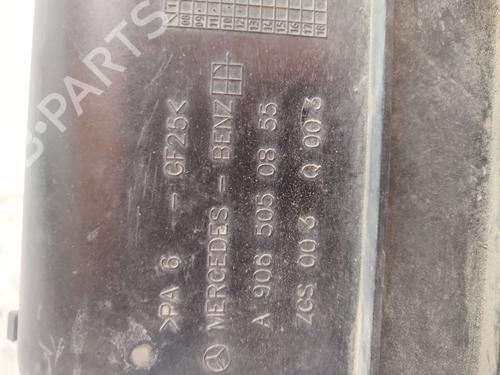 >PA 6 - GF25<
MERCEDES - BENZ
A 906 505 08 55
ZGS 003 Q 003
B-PARTS